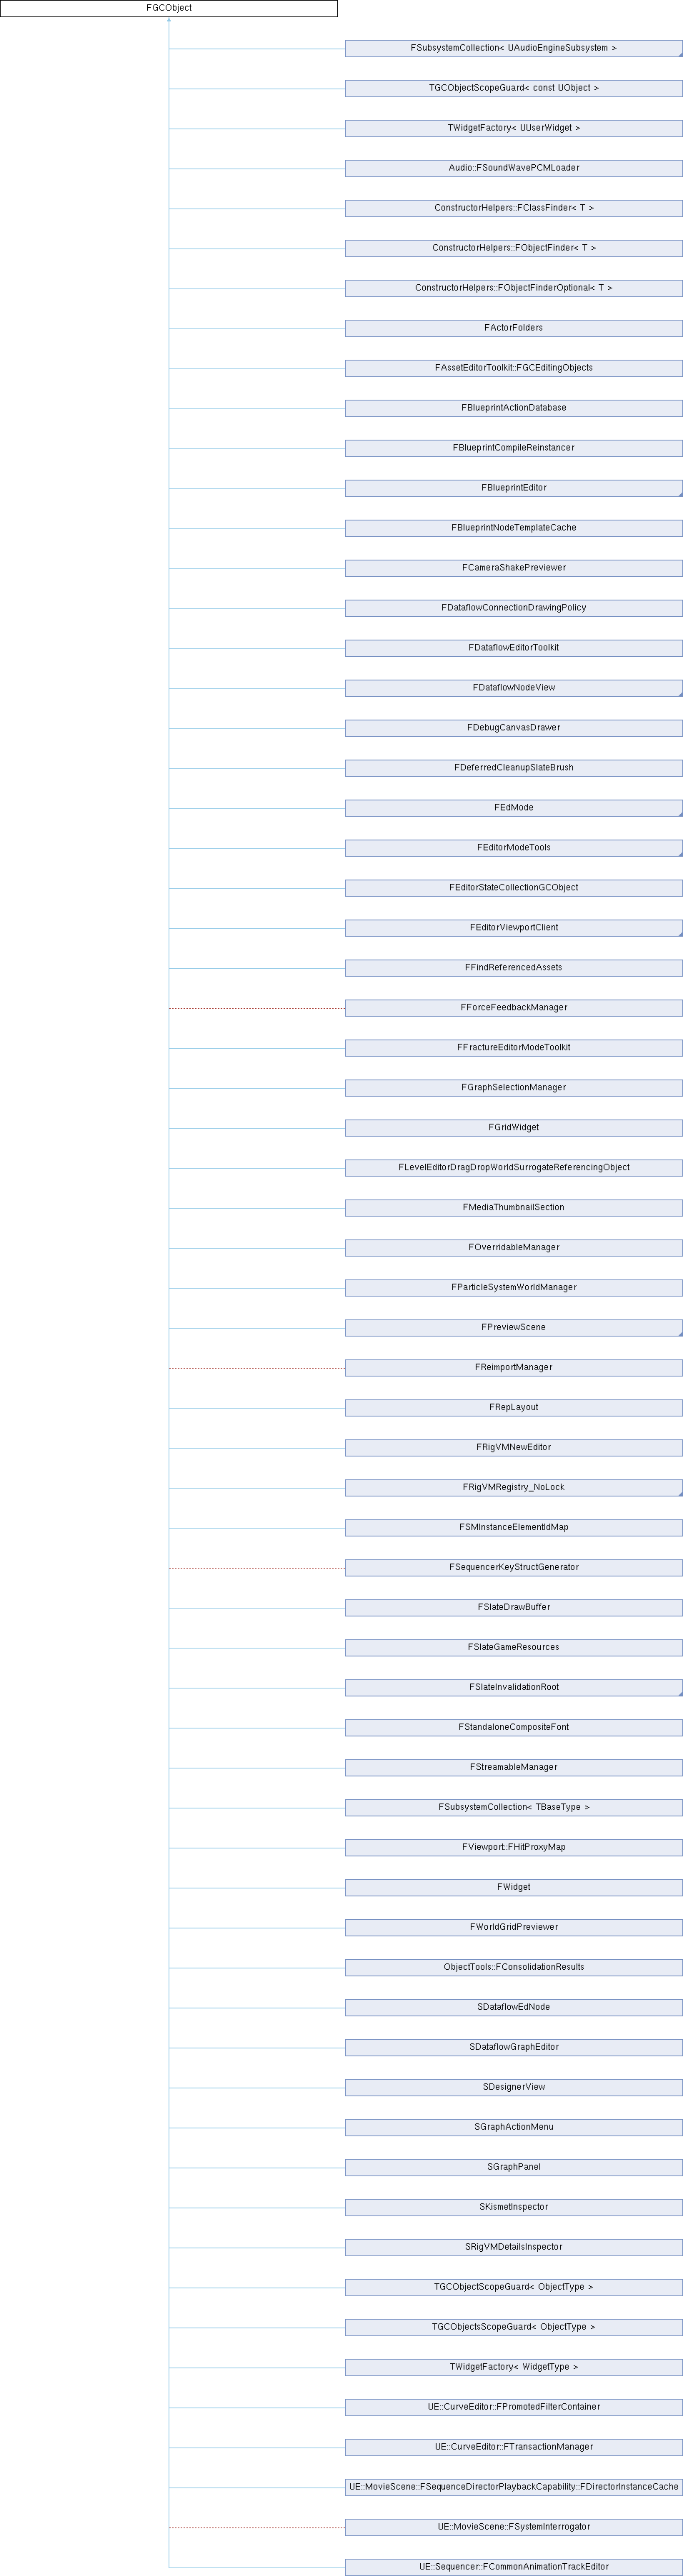 FGCObject
FSubsystemCollection< UAudioEngineSubsystem >
TGCObjectScopeGuard< const UObject >
TWidgetFactory< UUserWidget >
Audio::FSoundWavePCMLoader
ConstructorHelpers::FClassFinder< T >
ConstructorHelpers::FObjectFinder< T >
ConstructorHelpers::FObjectFinderOptional< T >
FActorFolders
FAssetEditorToolkit::FGCEditingObjects
FBlueprintActionDatabase
FBlueprintCompileReinstancer
FBlueprintEditor
FBlueprintNodeTemplateCache
FCameraShakePreviewer
FDataflowConnectionDrawingPolicy
FDataflowEditorToolkit
FDataflowNodeView
FDebugCanvasDrawer
FDeferredCleanupSlateBrush
FEdMode
FEditorModeTools
FEditorStateCollectionGCObject
FEditorViewportClient
FFindReferencedAssets
FForceFeedbackManager
FFractureEditorModeToolkit
FGraphSelectionManager
FGridWidget
FLevelEditorDragDropWorldSurrogateReferencingObject
FMediaThumbnailSection
FOverridableManager
FParticleSystemWorldManager
FPreviewScene
FReimportManager
FRepLayout
FRigVMNewEditor
FRigVMRegistry_NoLock
FSMInstanceElementIdMap
FSequencerKeyStructGenerator
FSlateDrawBuffer
FSlateGameResources
FSlateInvalidationRoot
FStandaloneCompositeFont
FStreamableManager
FSubsystemCollection< TBaseType >
FViewport::FHitProxyMap
FWidget
FWorldGridPreviewer
ObjectTools::FConsolidationResults
SDataflowEdNode
SDataflowGraphEditor
SDesignerView
SGraphActionMenu
SGraphPanel
SKismetInspector
SRigVMDetailsInspector
TGCObjectScopeGuard< ObjectType >
TGCObjectsScopeGuard< ObjectType >
TWidgetFactory< WidgetType >
UE::CurveEditor::FPromotedFilterContainer
UE::CurveEditor::FTransactionManager
UE::MovieScene::FSequenceDirectorPlaybackCapability::FDirectorInstanceCache
UE::MovieScene::FSystemInterrogator
UE::Sequencer::FCommonAnimationTrackEditor